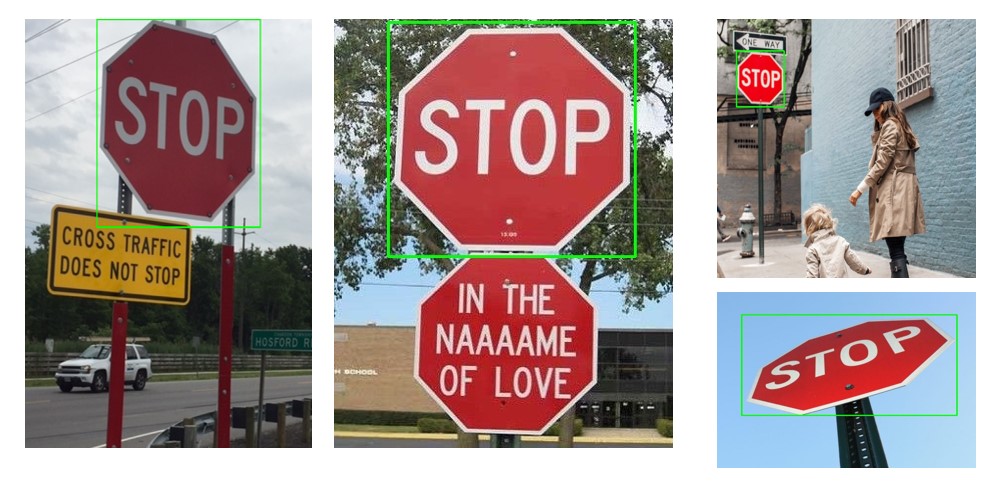 STOP
CROSS TRAFFIC
DOES NOT STOP
HOSFORD R
STOP
13:09
IN THE
NAAAAME
OF LOVE
H SCHOOL
ONE WAY
STOP
STOP